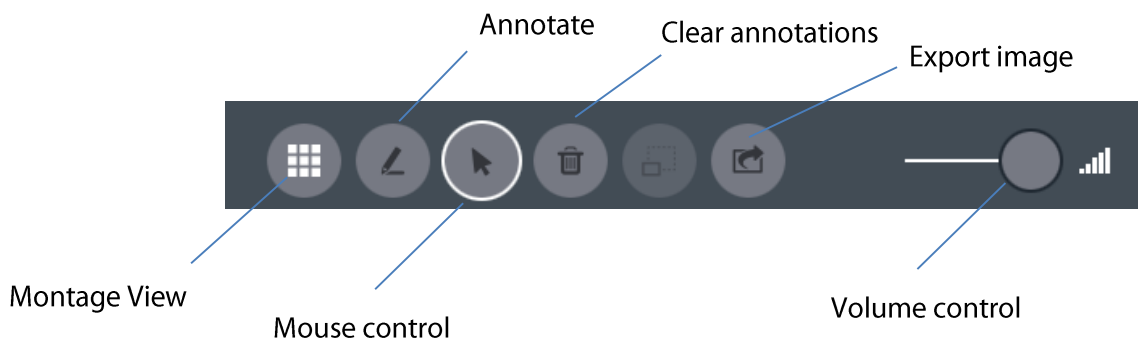 Annotate
Clear annotations
Export image
Montage View
Mouse control
Volume control